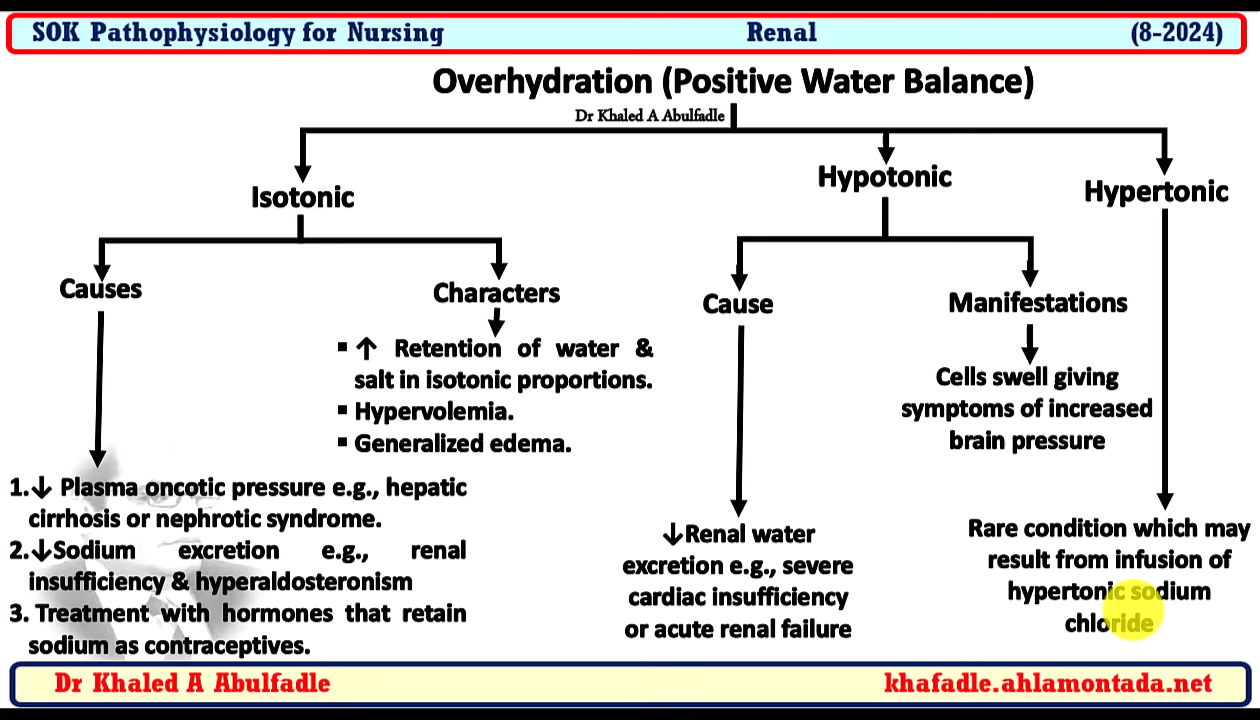 SOK Pathophysiology for Nursing Renal (8-2024)
Overhydration (Positive Water Balance)
Dr Khaled A Abulfadle
Isotonic
Causes
1.↓ Plasma oncotic pressure e.g., hepatic
cirrhosis or nephrotic syndrome.
2.↓Sodium excretion e.g., renal
insufficiency & hyperaldosteronism
3. Treatment with hormones that retain
sodium as contraceptives.
Characters
▪ ↑ Retention of water &
salt in isotonic proportions.
▪ Hypervolemia.
▪ Generalized edema.
Hypotonic
Cause
↓Renal water
excretion e.g., severe
cardiac insufficiency
or acute renal failure
Manifestations
Cells swell giving
symptoms of increased
brain pressure
Hypertonic
Rare condition which may
result from infusion of
hypertonic sodium
chloride
Dr Khaled A Abulfadle khafadle.ahlamontada.net